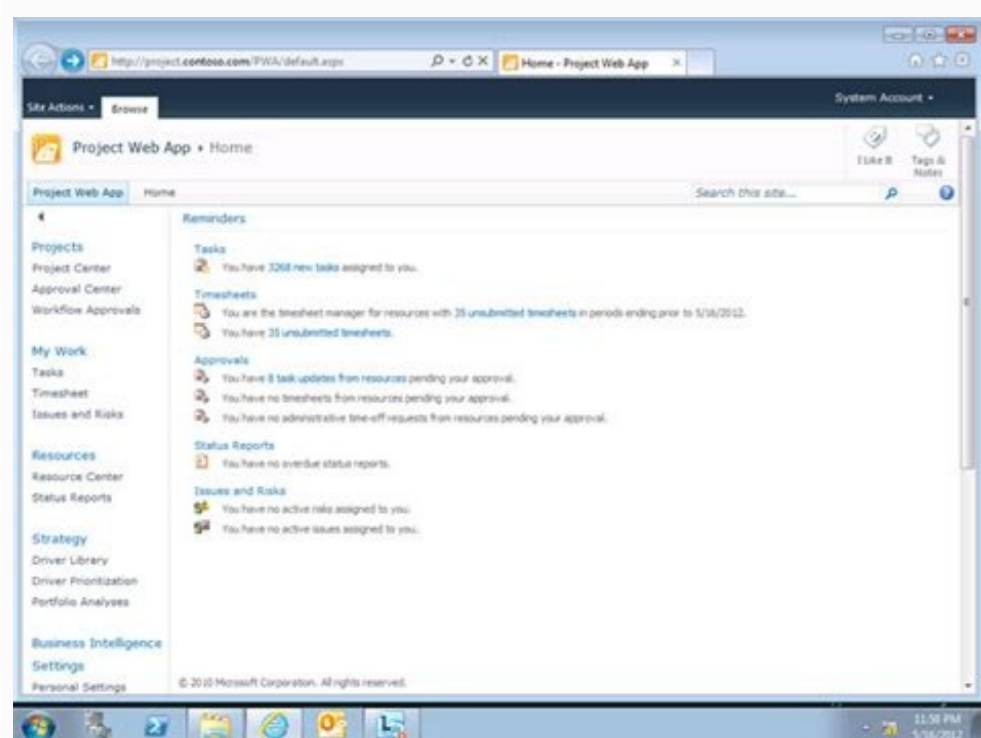 http://project.contoso.com/PWA/default.aspx
Home - Project Web App
Site Actions
Browse
System Account
Project Web App
Home
I Like It
Tags & Notes
Project Web App
Home
Search this site...
Reminders
Projects
Project Center
Approval Center
Workflow Approvals
My Work
Tasks
Timesheet
Issues and Risks
Resources
Resource Center
Status Reports
Strategy
Driver Library
Driver Prioritization
Portfolio Analyses
Business Intelligence
Settings
Personal Settings
Tasks
You have 3268 new tasks assigned to you.
Timesheets
You are the timesheet manager for resources with 35 unsubmitted timesheets in periods ending prior to 5/16/2012.
You have 35 unsubmitted timesheets.
Approvals
You have 8 task updates from resources pending your approval.
You have no timesheets from resources pending your approval.
You have no administrative time-off requests from resources pending your approval.
Status Reports
You have no overdue status reports.
Issues and Risks
You have no active risks assigned to you.
You have no active issues assigned to you.
© 2010 Microsoft Corporation. All rights reserved.
11:58 PM
5/16/2012